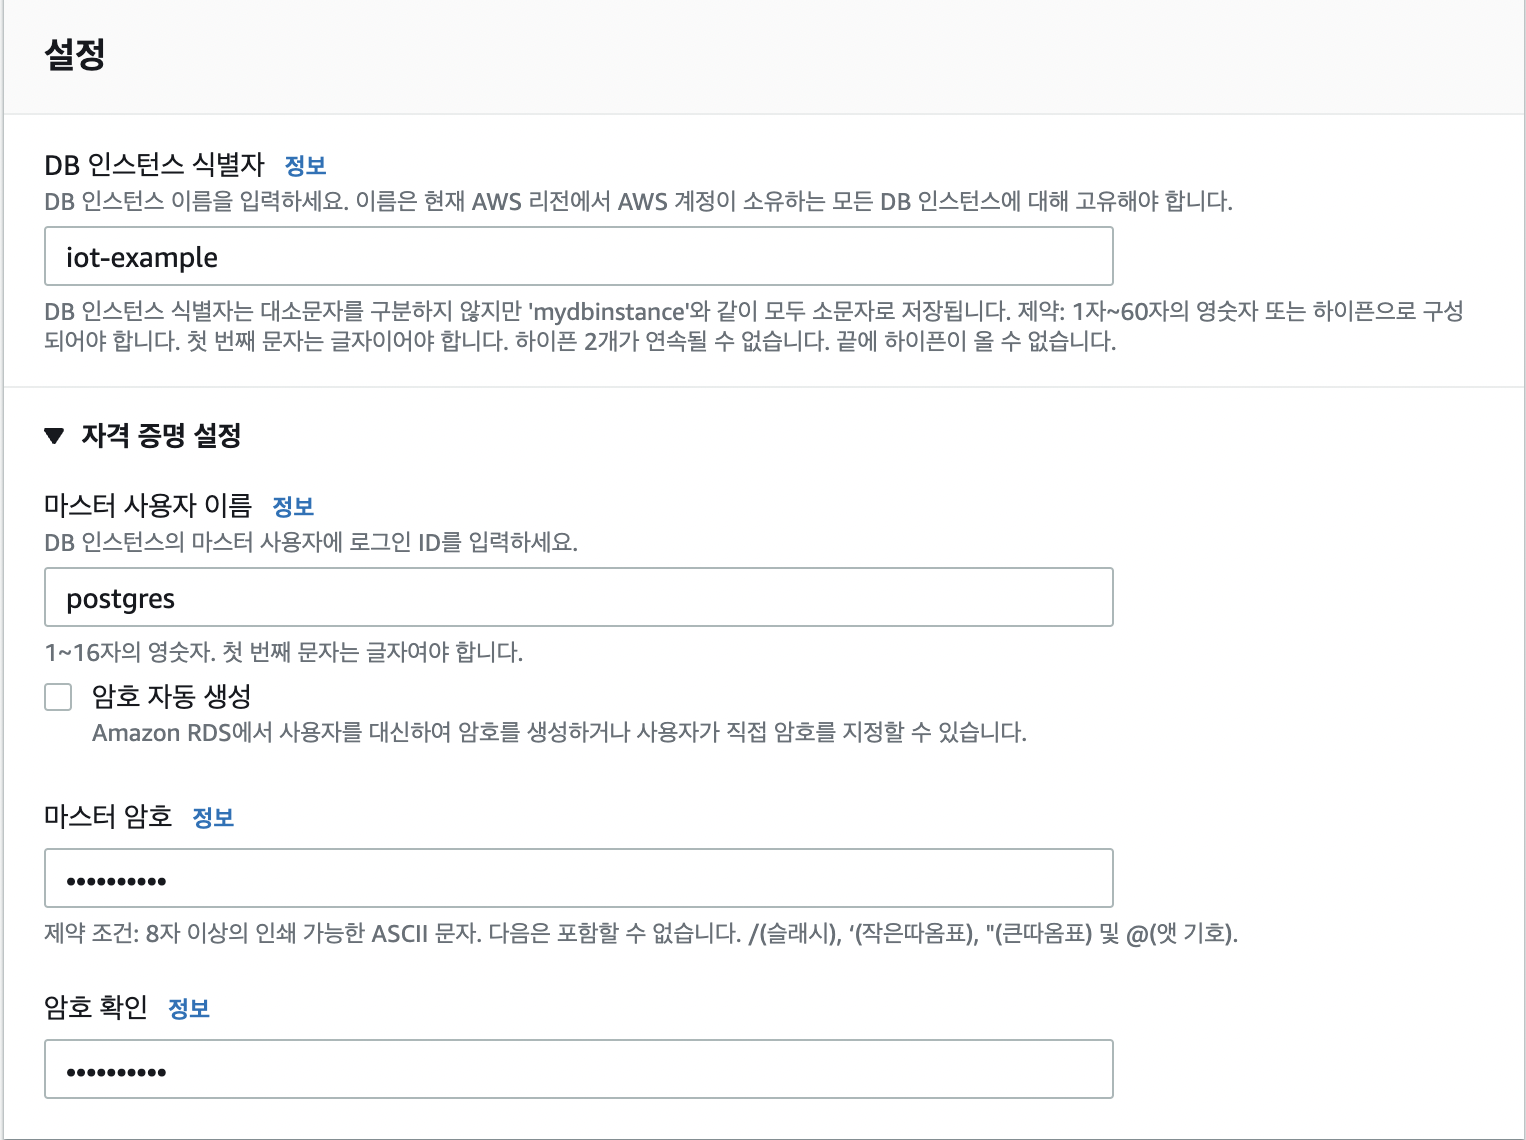 설정
DB 인스턴스 식별자 정보
DB 인스턴스 이름을 입력하세요. 이름은 현재 AWS 리전에서 AWS 계정이 소유하는 모든 DB 인스턴스에 대해 고유해야 합니다.
iot-example
DB 인스턴스 식별자는 대소문자를 구분하지 않지만 'mydbinstance'와 같이 모두 소문자로 저장됩니다. 제약: 1자~60자의 영숫자 또는 하이픈으로 구성
되어야 합니다. 첫 번째 문자는 글자이어야 합니다. 하이픈 2개가 연속될 수 없습니다. 끝에 하이픈이 올 수 없습니다.
▼ 자격 증명 설정
마스터 사용자 이름 정보
DB 인스턴스의 마스터 사용자에 로그인 ID를 입력하세요.
postgres
1~16자의 영숫자. 첫 번째 문자는 글자여야 합니다.
암호 자동 생성
Amazon RDS에서 사용자를 대신하여 암호를 생성하거나 사용자가 직접 암호를 지정할 수 있습니다.
마스터 암호 정보
••••••••••
제약 조건: 8자 이상의 인쇄 가능한 ASCII 문자. 다음은 포함할 수 없습니다. /(슬래시), ‘(작은따옴표), "(큰따옴표) 및 @(앳 기호).
암호 확인 정보
••••••••••